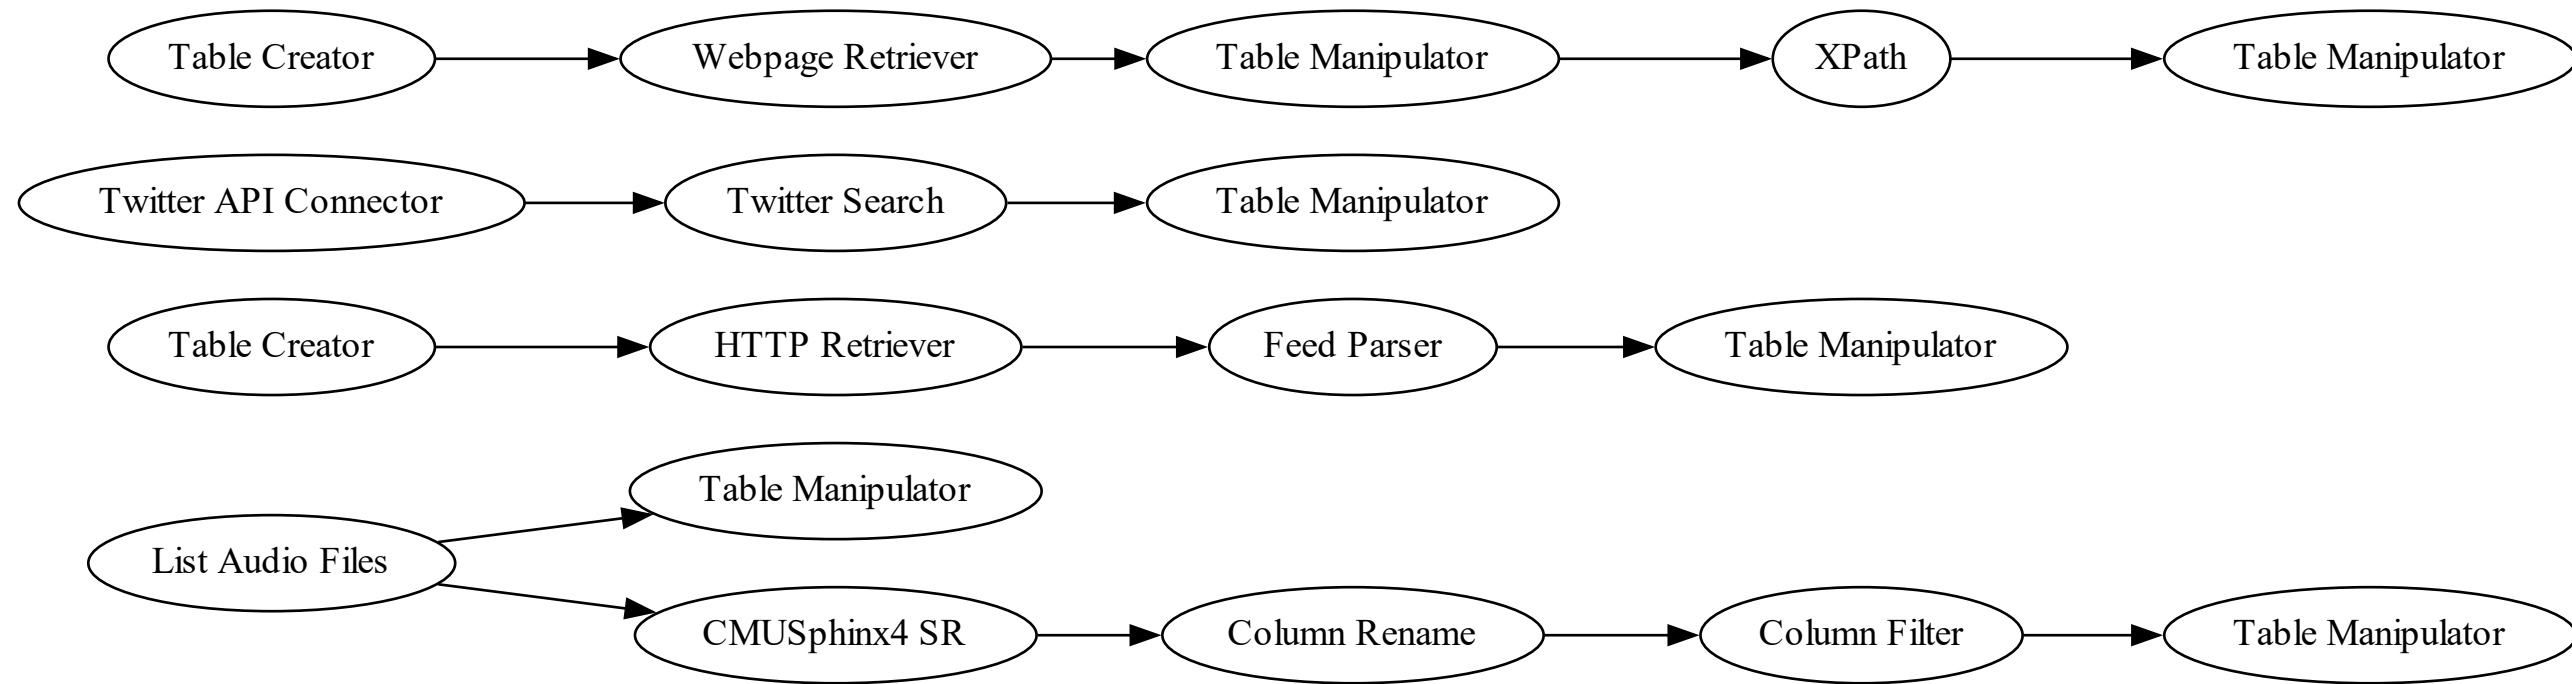 Table Creator
Webpage Retriever
Table Manipulator
XPath
Table Manipulator
Twitter API Connector
Twitter Search
Table Manipulator
Table Creator
HTTP Retriever
Feed Parser
Table Manipulator
List Audio Files
Table Manipulator
CMUSphinx4 SR
Column Rename
Column Filter
Table Manipulator